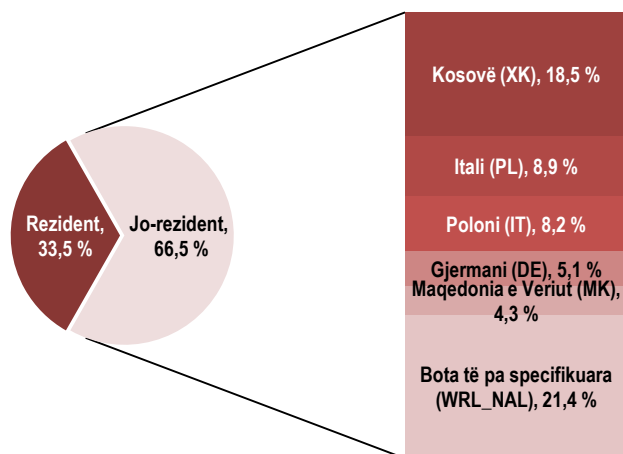 Rezident,
33,5 %
Jo-rezident,
66,5 %
Kosovë (XK), 18,5 %
Itali (PL), 8,9 %
Poloni (IT), 8,2 %
Gjermani (DE), 5,1 %
Maqedonia e Veriut (MK),
4,3 %
Bota të pa specifikuara
(WRL_NAL), 21,4 %